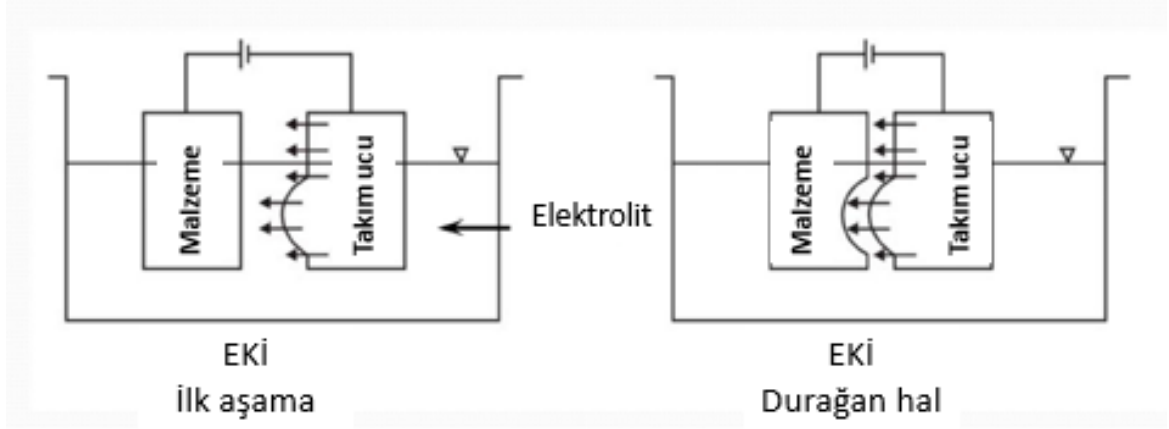 Malzeme
Takım ucu
Elektrolit
Malzeme
Takım ucu
EKİ
İlk aşama
EKİ
Durağan hal